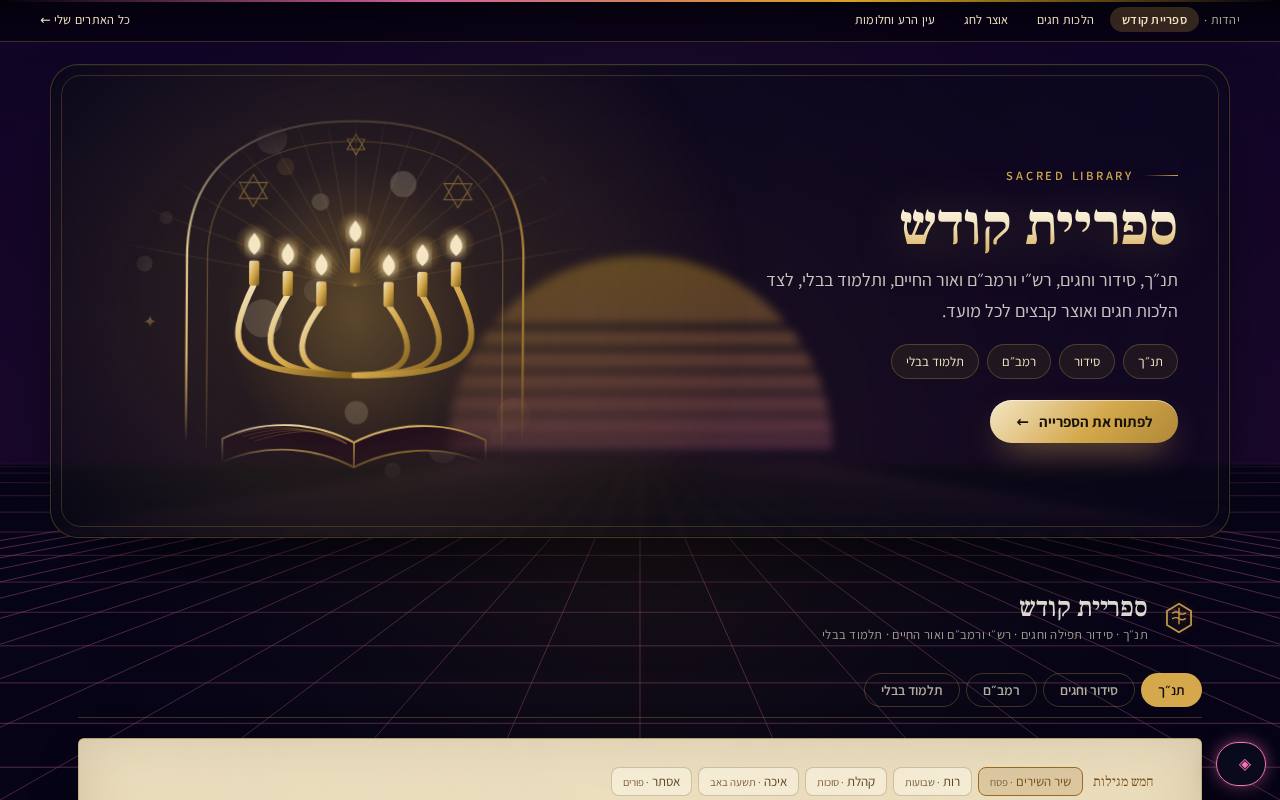 יהדות · ספריית קודש הלכות חגים אוצר לחג עין הרע וחלומות כל האתרים שלי ←
SACRED LIBRARY
ספריית קודש
תנ״ך, סידור וחגים, רש״י ורמב״ם ואור החיים, ותלמוד בבלי, לצד
הלכות חגים ואוצר קבצים לכל מועד.
תנ״ך סידור רמב״ם תלמוד בבלי
לפתוח את הספרייה ←
ספריית קודש
תנ״ך · סידור תפילה וחגים · רש״י ורמב״ם ואור החיים · תלמוד בבלי
תנ״ך סידור וחגים רמב״ם תלמוד בבלי
חמש מגילות שיר השירים · פסח רות · שבועות קהלת · סוכות איכה · תשעה באב אסתר · פורים